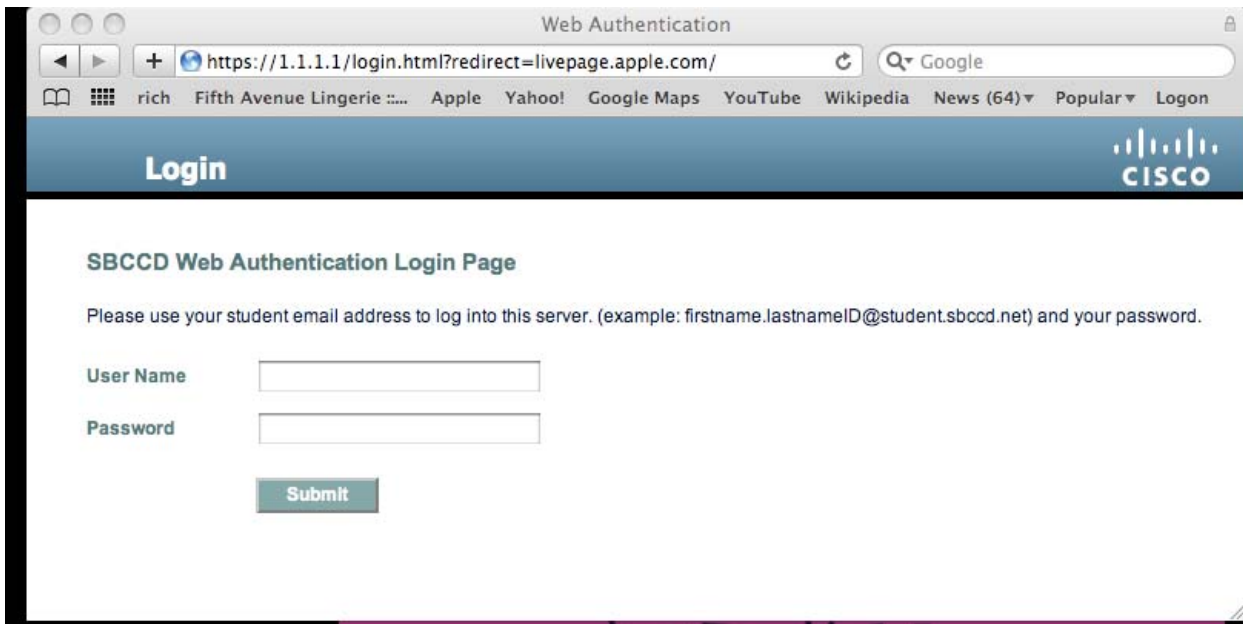 Web Authentication
https://1.1.1.1/login.html?redirect=livepage.apple.com/ Google
rich Fifth Avenue Lingerie ::... Apple Yahoo! Google Maps YouTube Wikipedia News (64) Popular Logon
Login
CISCO
SBCCD Web Authentication Login Page
Please use your student email address to log into this server. (example: firstname.lastnameID@student.sbccd.net) and your password.
User Name
Password
Submit